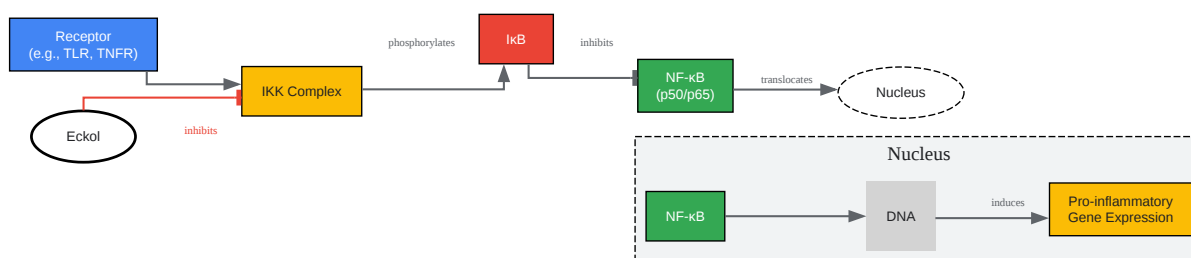 Receptor
(e.g., TLR, TNFR)
Eckol
inhibits
IKK Complex
phosphorylates
IκB
inhibits
NF-κB
(p50/p65)
translocates
Nucleus
Nucleus
NF-κB
DNA
induces
Pro-inflammatory
Gene Expression